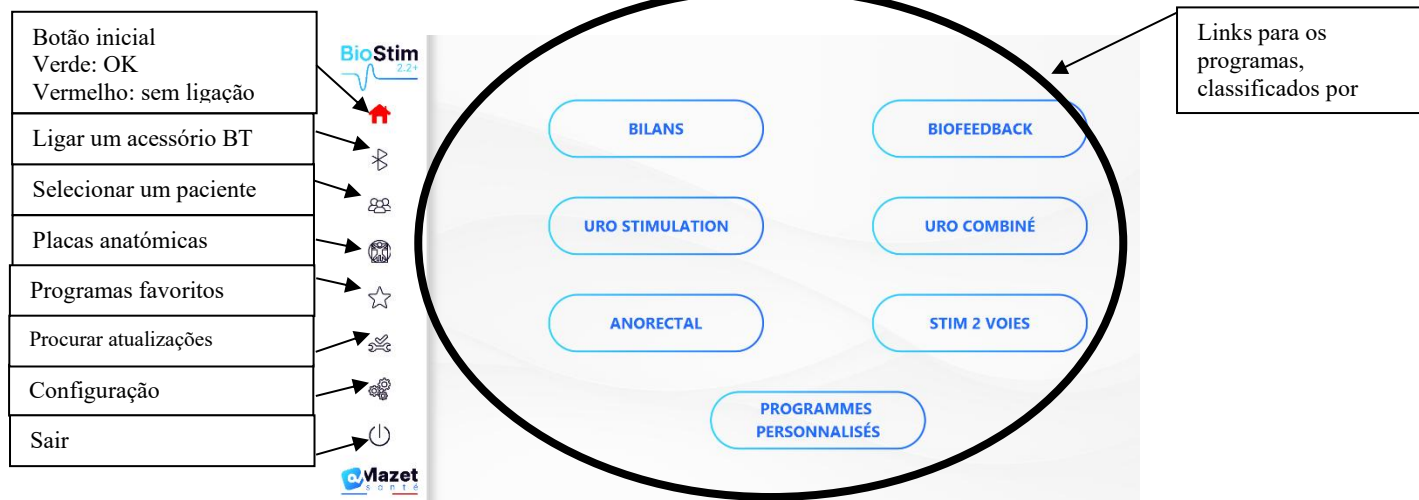 Botão inicial
Verde: OK
Vermelho: sem ligação
Ligar um acessório BT
Selecionar um paciente
Placas anatómicas
Programas favoritos
Procurar atualizações
Configuração
Sair
BioStim
2.2+
BILANS
BIOFEEDBACK
URO STIMULATION
URO COMBINÉ
ANORECTAL
STIM 2 VOIES
PROGRAMMES
PERSONNALISÉS
Mazet
santé
Links para os
programas,
classificados por